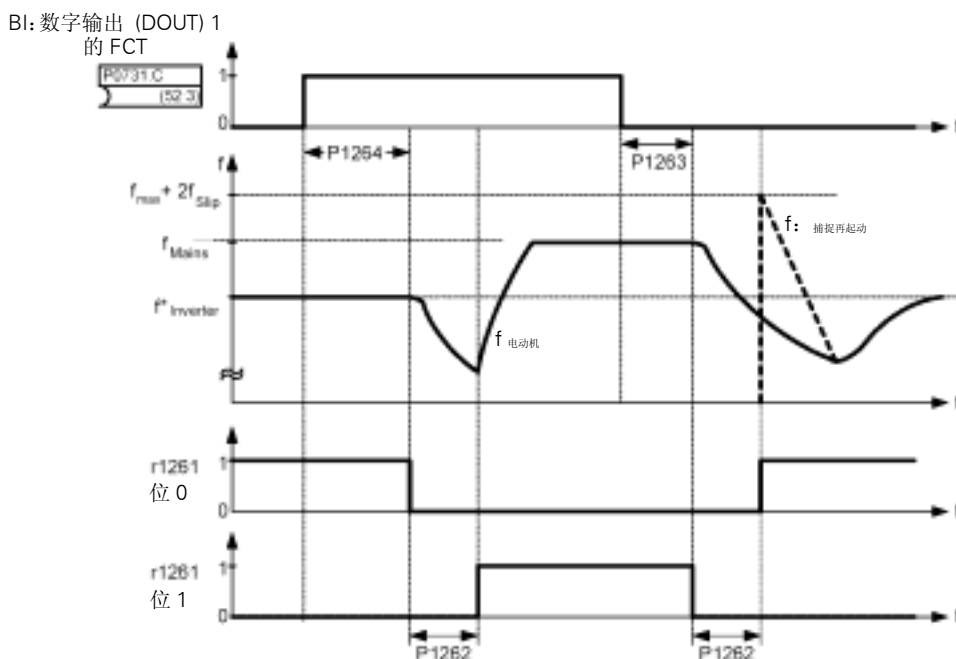 BI: 数字输出 (DOUT) 1
的 FCT
P0731.C
(52 3)
1
0
t
P1264
P1263
f
fmax + 2fSlip
f: 捕捉再起动
fMains
f* Inverter
f 电动机
t
r1261
位 0
1
0
t
r1261
位 1
1
0
t
P1262
P1262